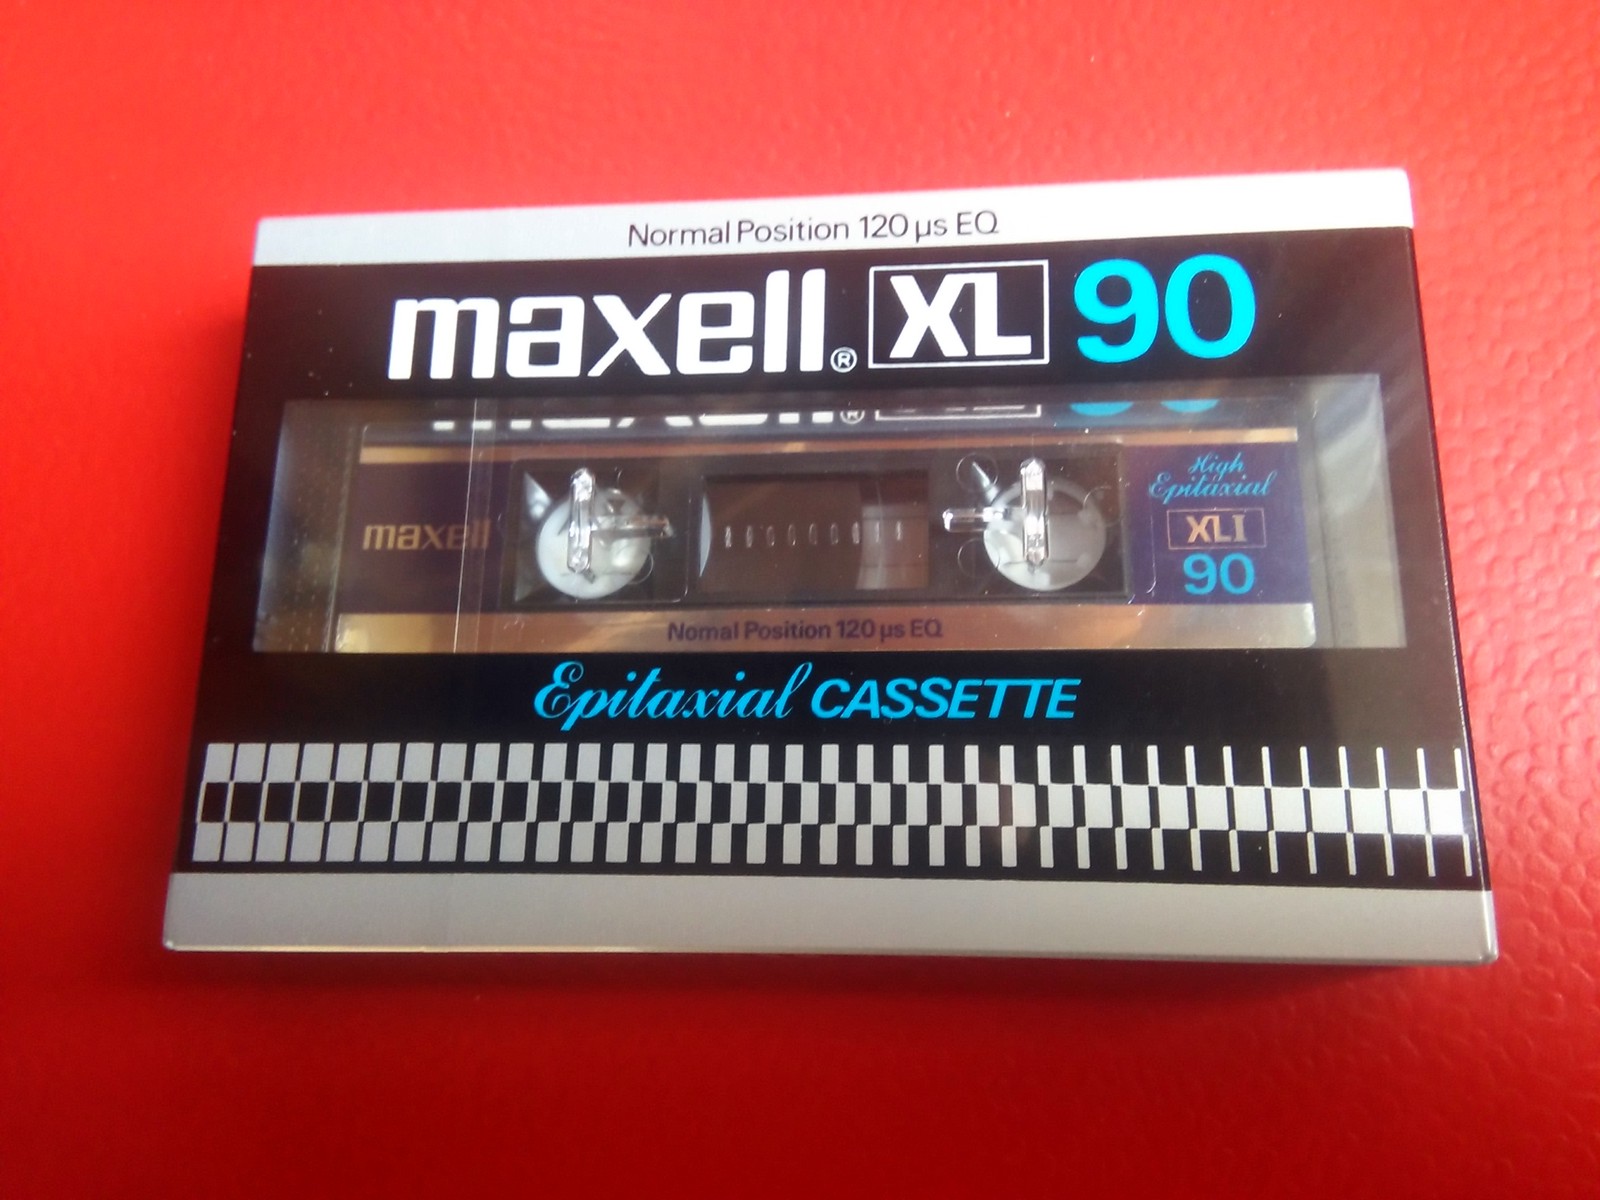 Normal Position 120 µs EQ
maxell® XL 90
maxell
High
Epitaxial
XLI
90
Nomal Position 120 µs EQ
Epitaxial CASSETTE